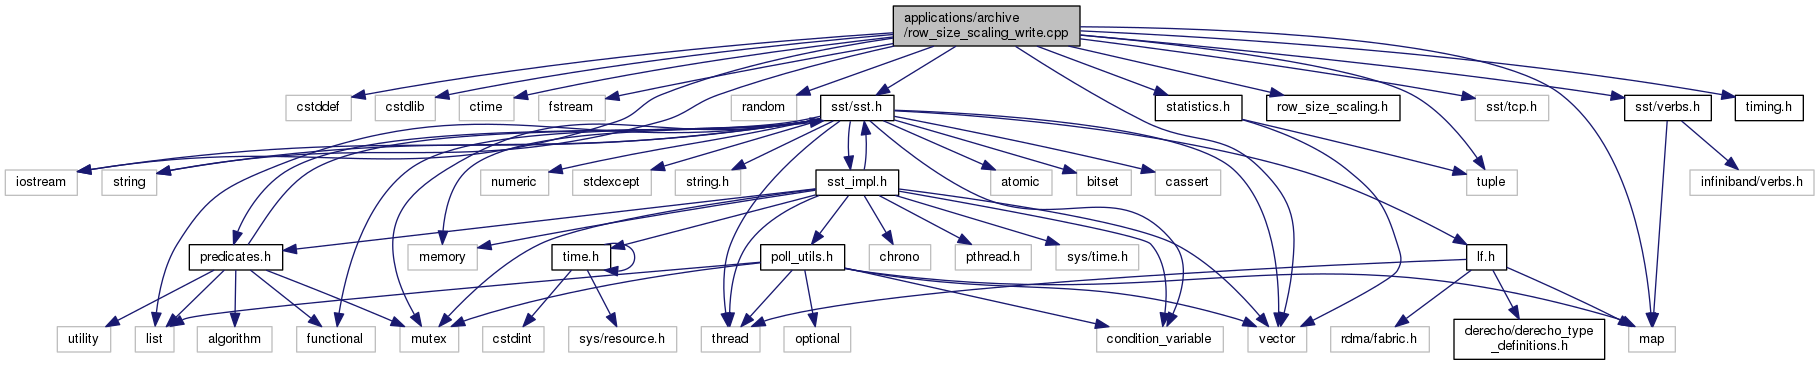 applications/archive
/row_size_scaling_write.cpp
cstddef
cstdlib
ctime
fstream
random
sst/sst.h
statistics.h
row_size_scaling.h
sst/tcp.h
sst/verbs.h
timing.h
iostream
string
numeric
stdexcept
string.h
sst_impl.h
atomic
bitset
cassert
tuple
infiniband/verbs.h
predicates.h
memory
time.h
poll_utils.h
chrono
pthread.h
sys/time.h
lf.h
utility
list
algorithm
functional
mutex
cstdint
sys/resource.h
thread
optional
condition_variable
vector
rdma/fabric.h
derecho/derecho_type
_definitions.h
map